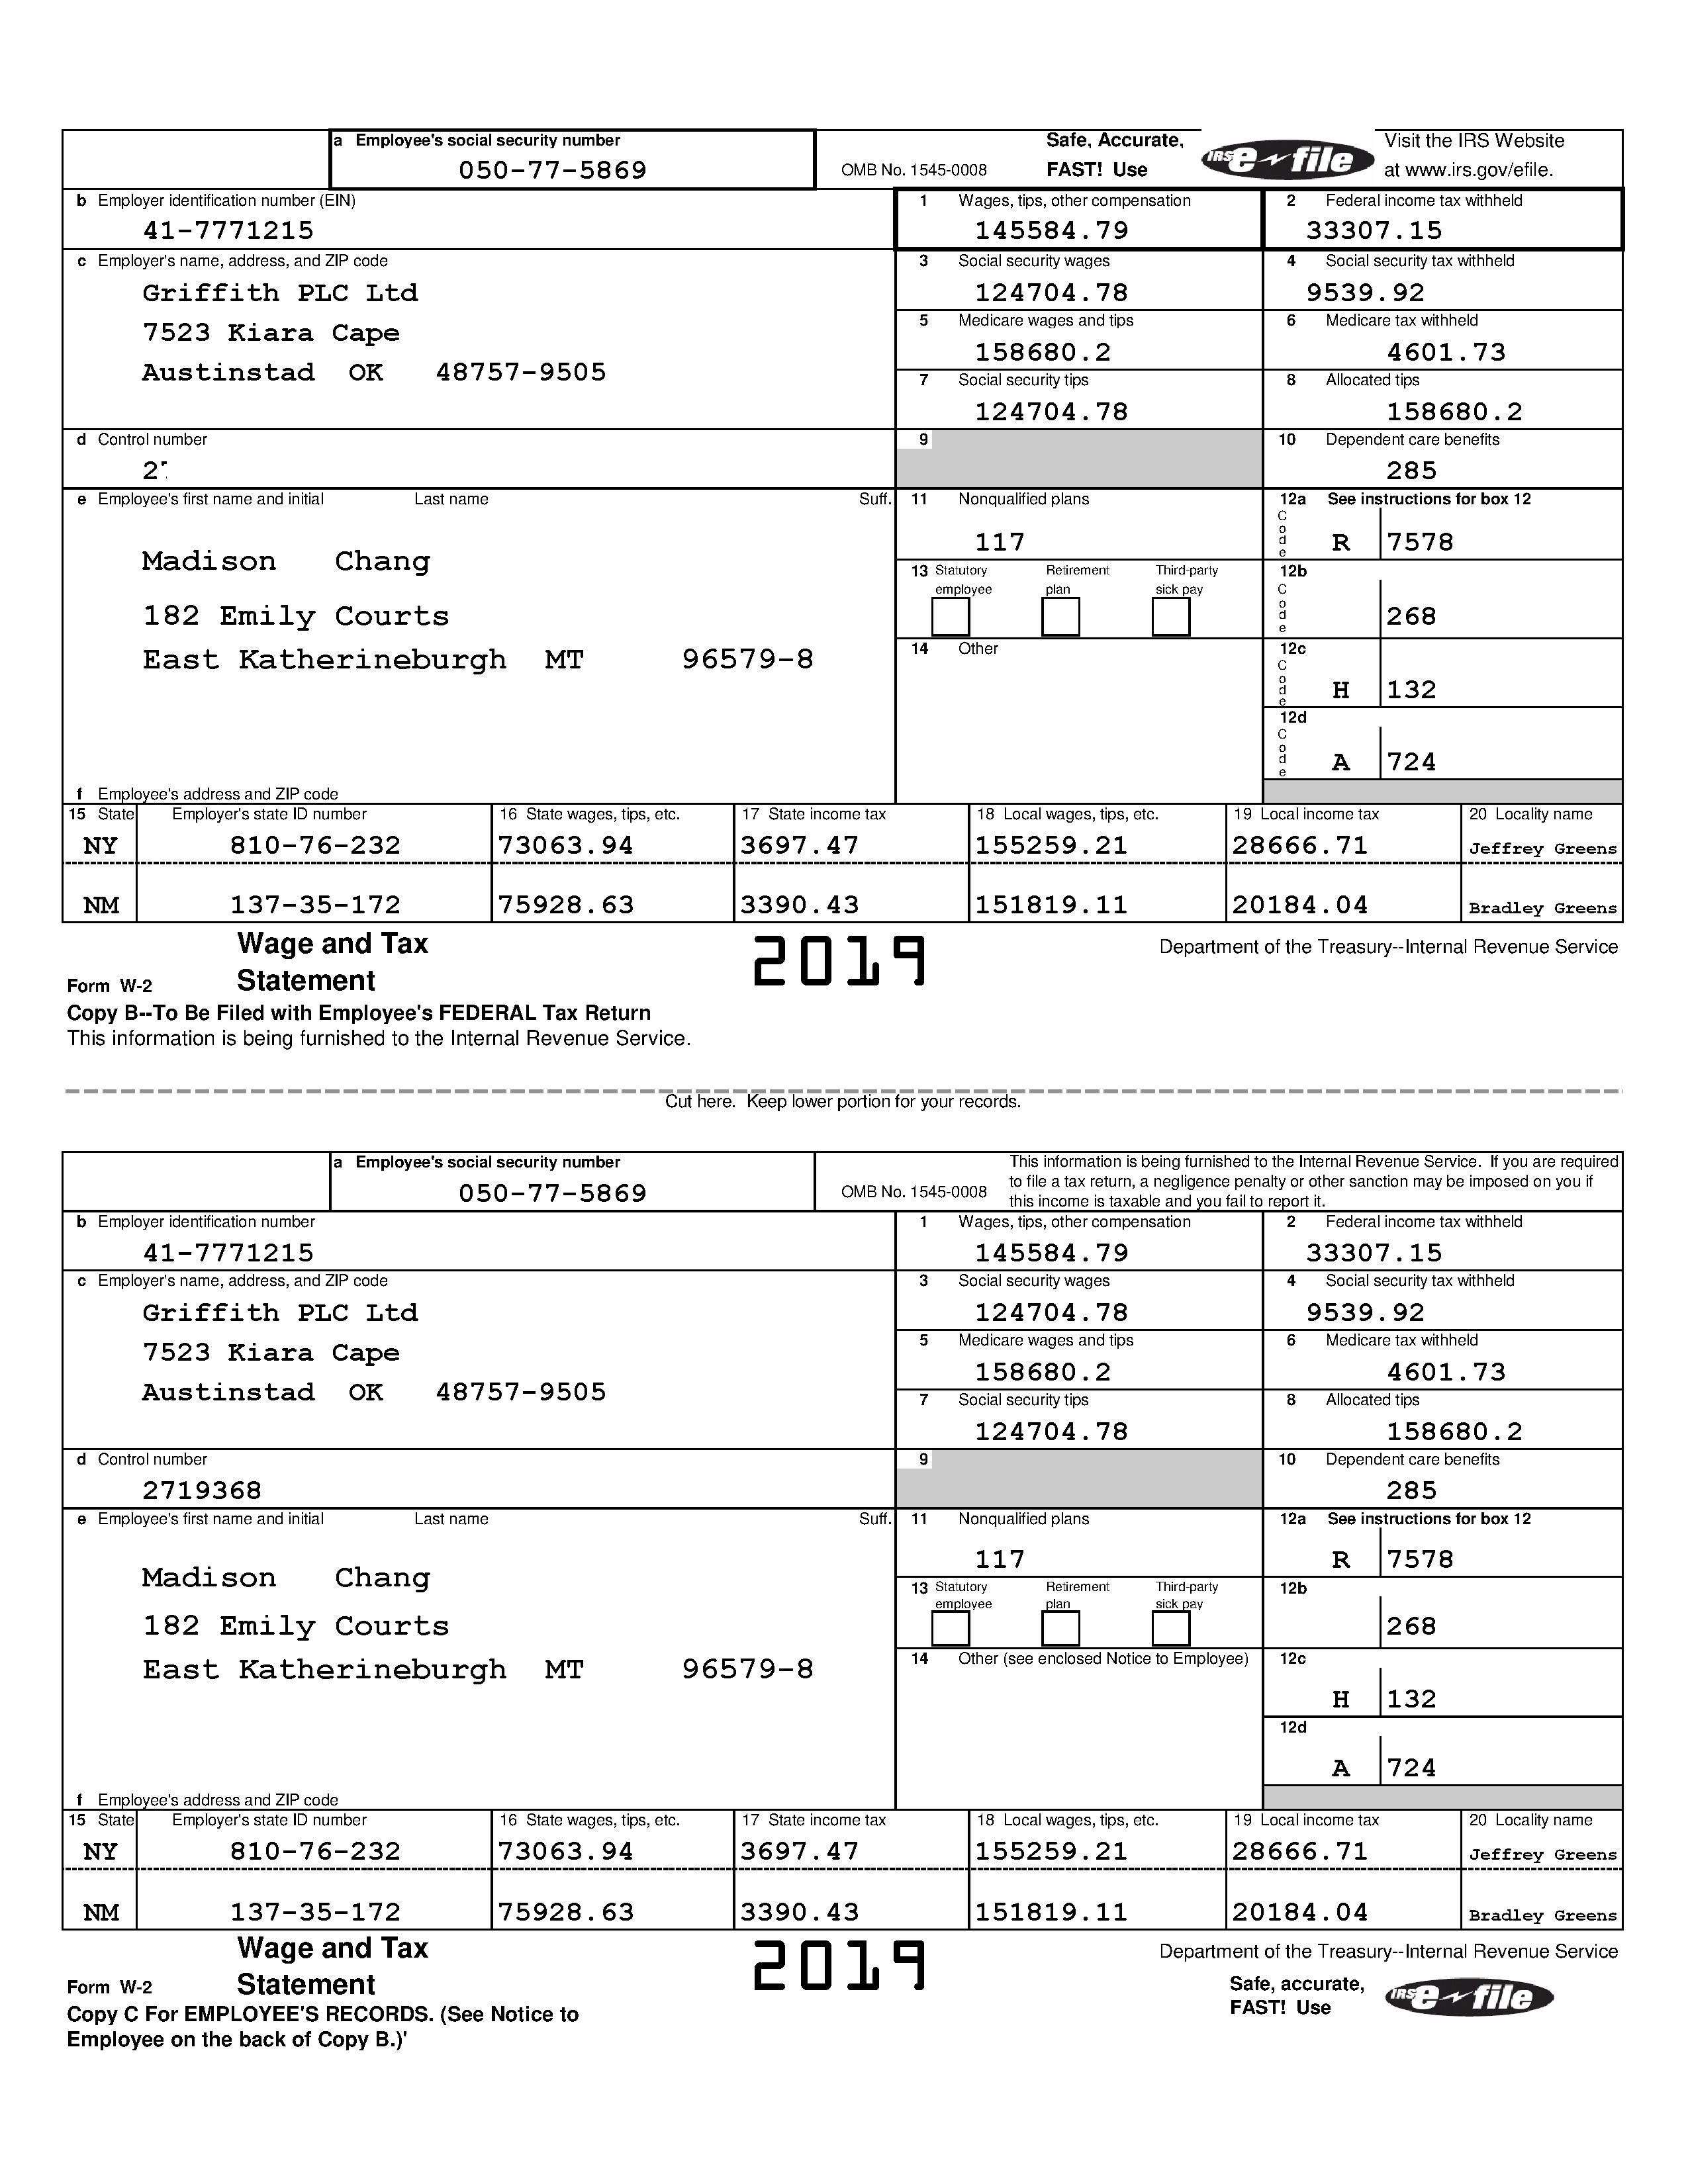 a Employee's social security number
050-77-5869
OMB No. 1545-0008
Safe, Accurate,
FAST! Use
IRS e-file
Visit the IRS Website
at www.irs.gov/efile.
b Employer identification number (EIN)
41-7771215
1 Wages, tips, other compensation
145584.79
2 Federal income tax withheld
33307.15
c Employer's name, address, and ZIP code
Griffith PLC Ltd
7523 Kiara Cape
Austinstad OK 48757-9505
3 Social security wages
124704.78
4 Social security tax withheld
9539.92
5 Medicare wages and tips
158680.2
6 Medicare tax withheld
4601.73
7 Social security tips
124704.78
8 Allocated tips
158680.2
d Control number
9
10 Dependent care benefits
285
e Employee's first name and initial Last name Suff.
Madison Chang
182 Emily Courts
East Katherineburgh MT 96579-8
f Employee's address and ZIP code
11 Nonqualified plans
117
12a See instructions for box 12
Code R 7578
13 Statutory employee Retirement plan Third-party sick pay
12b
Code 268
14 Other
12c
Code H 132
12d
Code A 724
15 State Employer's state ID number 16 State wages, tips, etc. 17 State income tax 18 Local wages, tips, etc. 19 Local income tax 20 Locality name
NY 810-76-232 73063.94 3697.47 155259.21 28666.71 Jeffrey Greens
NM 137-35-172 75928.63 3390.43 151819.11 20184.04 Bradley Greens
Form W-2 Wage and Tax Statement
2019
Department of the Treasury--Internal Revenue Service
Copy B--To Be Filed with Employee's FEDERAL Tax Return
This information is being furnished to the Internal Revenue Service.
Cut here. Keep lower portion for your records.
a Employee's social security number
050-77-5869
OMB No. 1545-0008
This information is being furnished to the Internal Revenue Service. If you are required
to file a tax return, a negligence penalty or other sanction may be imposed on you if
this income is taxable and you fail to report it.
b Employer identification number
41-7771215
1 Wages, tips, other compensation
145584.79
2 Federal income tax withheld
33307.15
c Employer's name, address, and ZIP code
Griffith PLC Ltd
7523 Kiara Cape
Austinstad OK 48757-9505
3 Social security wages
124704.78
4 Social security tax withheld
9539.92
5 Medicare wages and tips
158680.2
6 Medicare tax withheld
4601.73
7 Social security tips
124704.78
8 Allocated tips
158680.2
d Control number
2719368
9
10 Dependent care benefits
285
e Employee's first name and initial Last name Suff.
Madison Chang
182 Emily Courts
East Katherineburgh MT 96579-8
f Employee's address and ZIP code
11 Nonqualified plans
117
12a See instructions for box 12
R 7578
13 Statutory employee Retirement plan Third-party sick pay
12b
268
14 Other (see enclosed Notice to Employee)
12c
H 132
12d
A 724
15 State Employer's state ID number 16 State wages, tips, etc. 17 State income tax 18 Local wages, tips, etc. 19 Local income tax 20 Locality name
NY 810-76-232 73063.94 3697.47 155259.21 28666.71 Jeffrey Greens
NM 137-35-172 75928.63 3390.43 151819.11 20184.04 Bradley Greens
Form W-2 Wage and Tax Statement
2019
Department of the Treasury--Internal Revenue Service
Safe, accurate,
FAST! Use
IRS e-file
Copy C For EMPLOYEE'S RECORDS. (See Notice to
Employee on the back of Copy B.)'